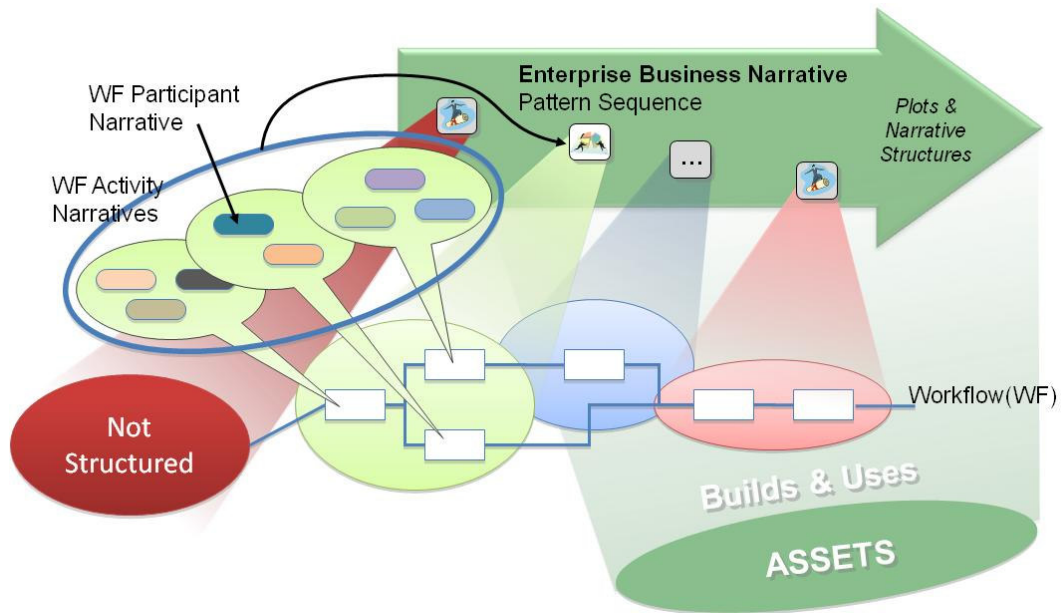 Enterprise Business Narrative
Pattern Sequence
Plots &
Narrative
Structures
WF Participant
Narrative
WF Activity
Narratives
...
Not
Structured
Workflow(WF)
Builds & Uses
ASSETS